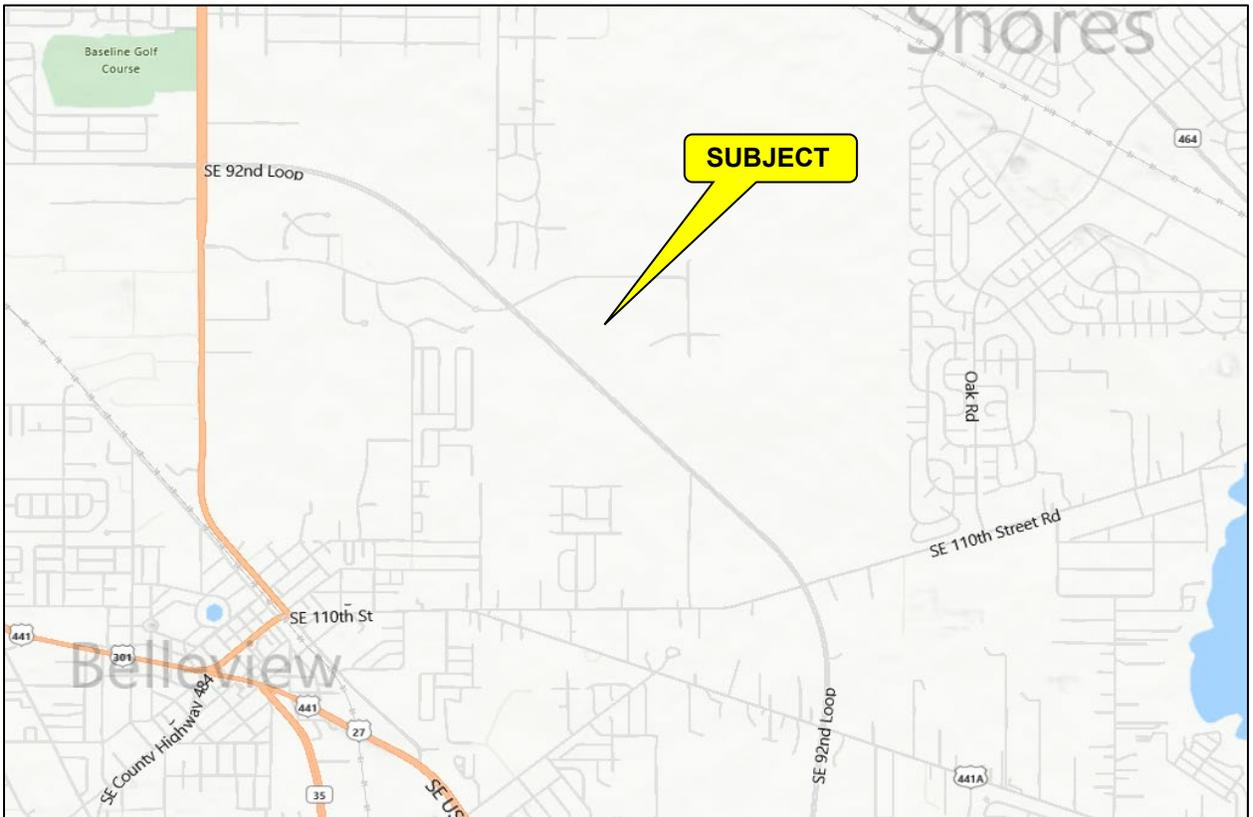 Shores
Baseline Golf
Course
464
SUBJECT
SE 92nd Loop
Oak Rd
SE 110th Street Rd
SE 110th St
441
301
Belleview
SE County Highway 484
441
27
SE 92nd Loop
441A
35
SE US